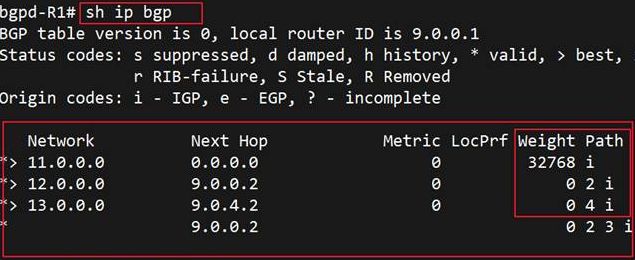 bgpd-R1# sh ip bgp
BGP table version is 0, local router ID is 9.0.0.1
Status codes: s suppressed, d damped, h history, * valid, > best,
r RIB-failure, S Stale, R Removed
Origin codes: i - IGP, e - EGP, ? - incomplete
Network Next Hop Metric LocPrf Weight Path
*> 11.0.0.0 0.0.0.0 0 32768 i
*> 12.0.0.0 9.0.0.2 0 0 2 i
*> 13.0.0.0 9.0.4.2 0 0 4 i
* 9.0.0.2 0 2 3 i